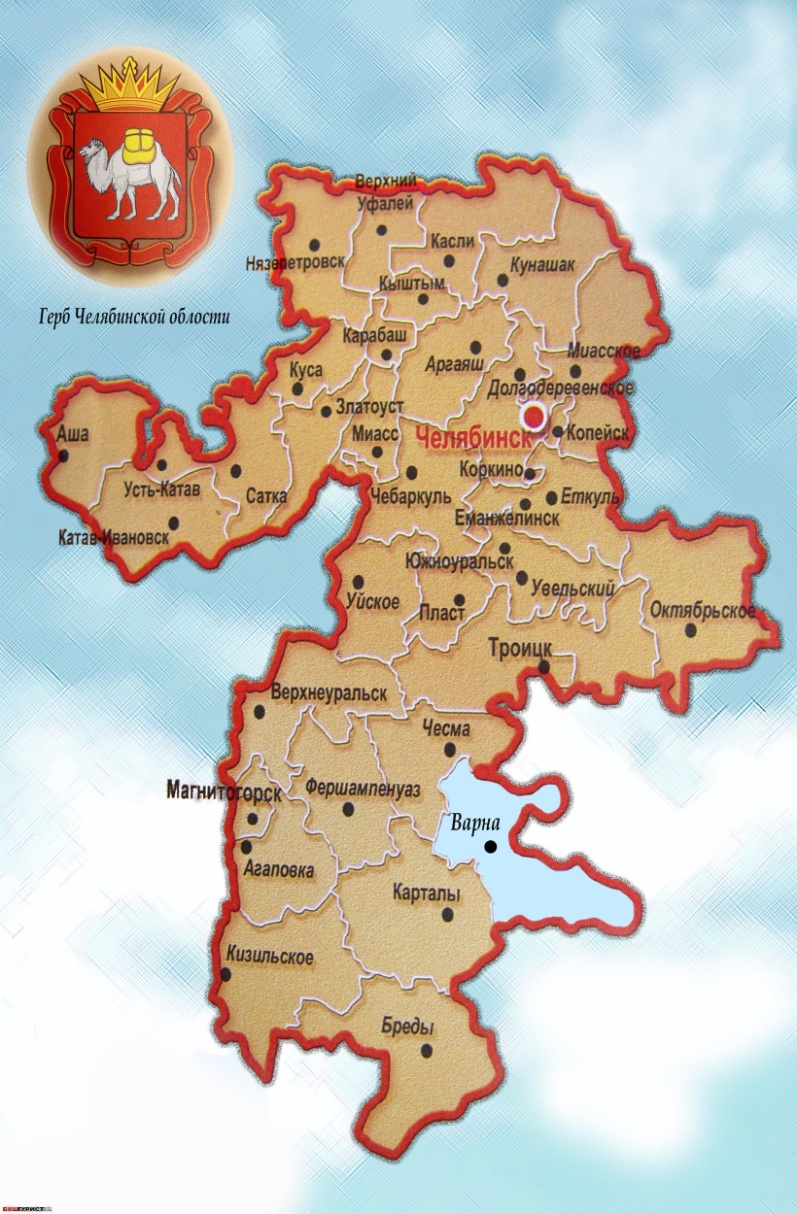 Герб Челябинской облости
Верхний
Уфалей
Нязепетровск
Касли
Кунашак
Кыштым
Карабаш
Аргаяш
Миасское
Долгодеревенское
Куса
Златоуст
Миасс
Челябинск
Копейск
Аша
Коркино
Усть-Катав
Сатка
Чебаркуль
Еткуль
Еманжелинск
Катав-Ивановск
Южноуральск
Увельский
Уйское
Пласт
Октябрьское
Троицк
Верхнеуральск
Чесма
Магнитогорск
Фершампенуаз
Варна
Агаповка
Карталы
Кизильское
Бреды